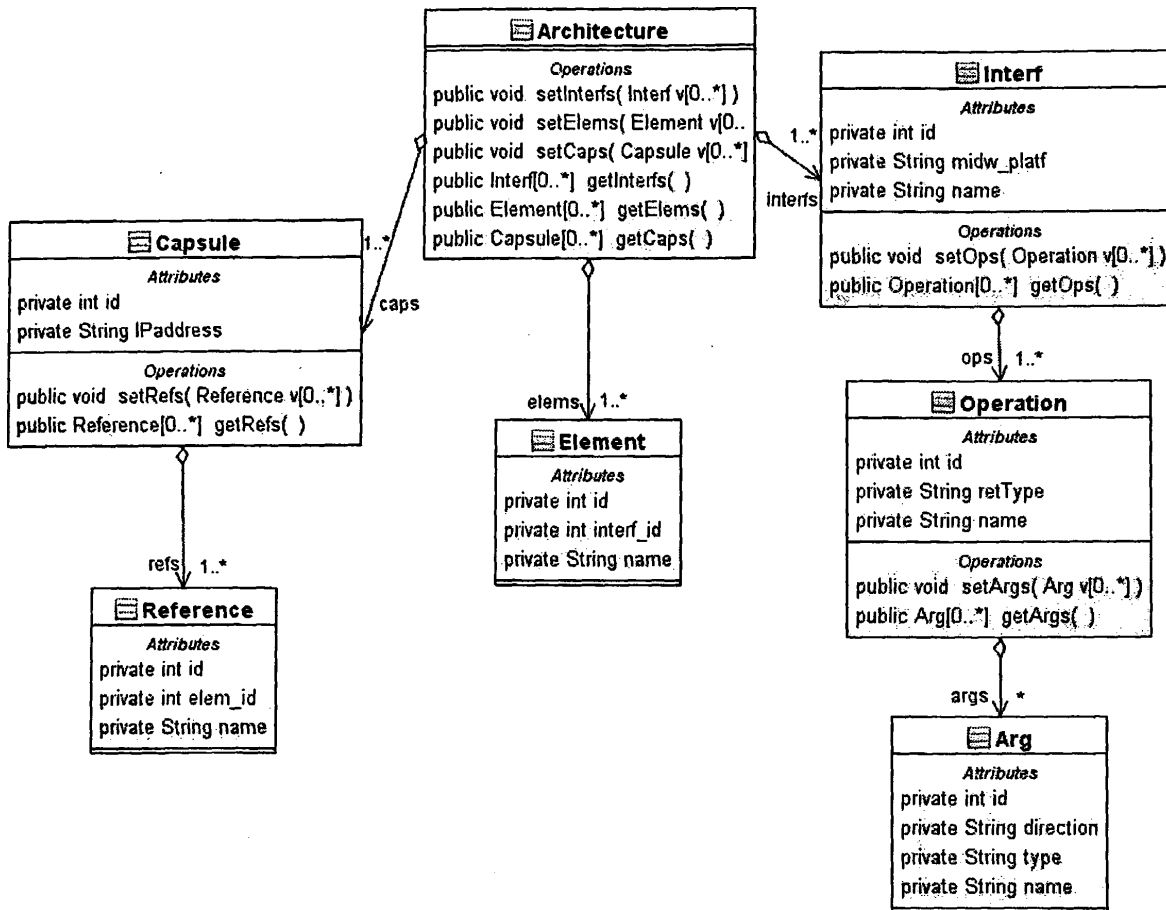 Architecture
Operations
public void setInterfs( Interf v[0..*] )
public void setElems( Element v[0..
public void setCaps( Capsule v[0..*]
public Interf[0..*] getInterfs( )
public Element[0..*] getElems( )
public Capsule[0..*] getCaps( )
1..*
interfs
Interf
Attributes
private int id
private String midw_platf
private String name
Operations
public void setOps( Operation v[0..*] )
public Operation[0..*] getOps( )
1..*
caps
Capsule
Attributes
private int id
private String IPaddress
Operations
public void setRefs( Reference v[0..*] )
public Reference[0..*] getRefs( )
elems 1..*
Element
Attributes
private int id
private int interf_id
private String name
ops 1..*
Operation
Attributes
private int id
private String retType
private String name
Operations
public void setArgs( Arg v[0..*] )
public Arg[0..*] getArgs( )
refs 1..*
Reference
Attributes
private int id
private int elem_id
private String name
args *
Arg
Attributes
private int id
private String direction
private String type
private String name